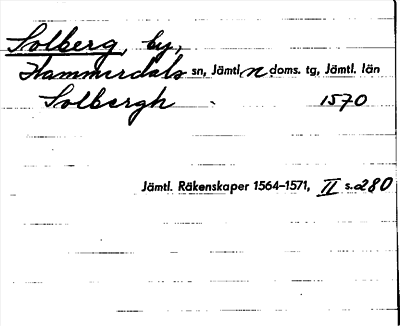 Solberg, by,
Hammerdals sn, Jämtl. n doms. tg, Jämtl. län
Solbergh 1570
Jämtl. Räkenskaper 1564–1571, II s. 280